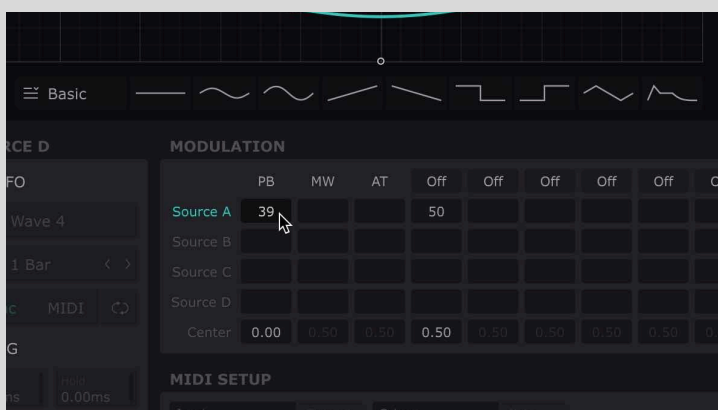 Basic
RCE D
MODULATION
FO
PB MW AT Off Off Off Off Off
Source A 39 50
Wave 4
Source B
1 Bar
Source C
MIDI
Source D
Center 0.00 0.50 0.50 0.50 0.50 0.50 0.50 0.50
G
MIDI SETUP
Hold
0.00ms